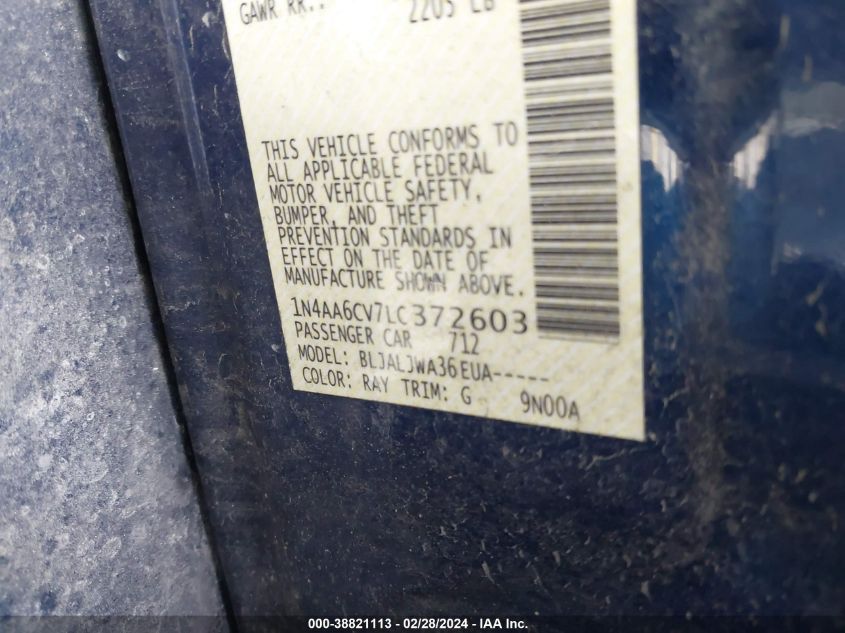 GAWR RR.: 2205 LB
THIS VEHICLE CONFORMS TO
ALL APPLICABLE FEDERAL
MOTOR VEHICLE SAFETY,
BUMPER, AND THEFT
PREVENTION STANDARDS IN
EFFECT ON THE DATE OF
MANUFACTURE SHOWN ABOVE.
1N4AA6CV7LC372603
PASSENGER CAR 712
MODEL: BLJALJWA36EUA-----
COLOR: RAY TRIM: G 9N00A
000-38821113 - 02/28/2024 - IAA Inc.